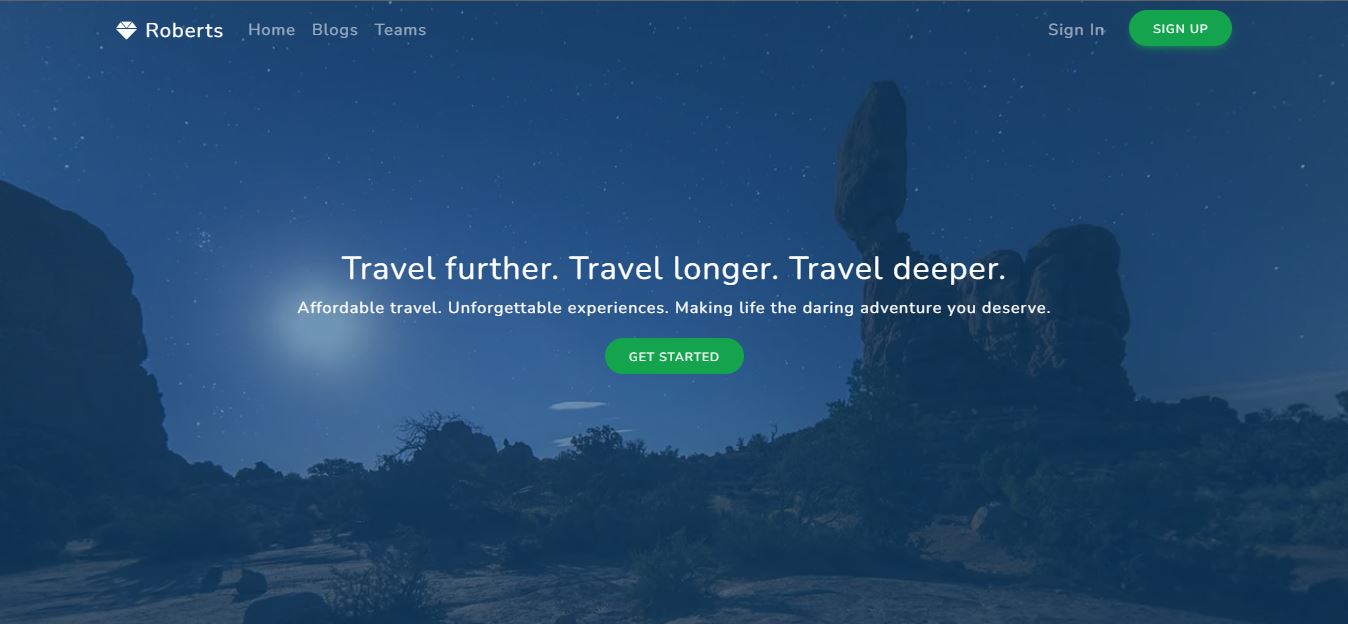 Roberts Home Blogs Teams Sign In SIGN UP
Travel further. Travel longer. Travel deeper.
Affordable travel. Unforgettable experiences. Making life the daring adventure you deserve.
GET STARTED